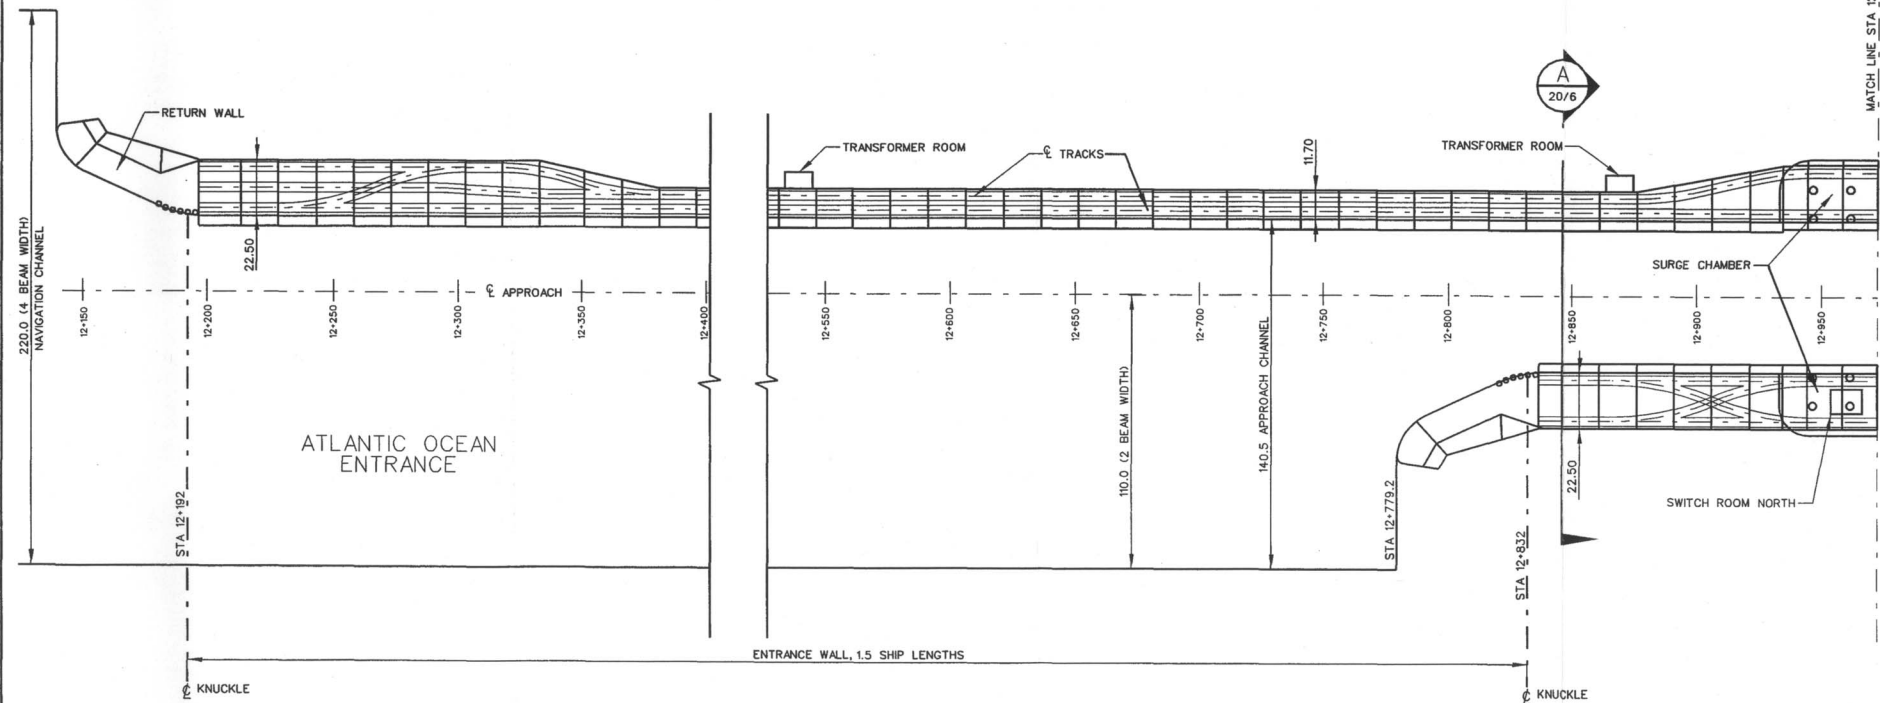 MATCH LINE STA
A
20/6
RETURN WALL
TRANSFORMER ROOM
℄ TRACKS
11.70
TRANSFORMER ROOM
220.0 (4 BEAM WIDTH)
NAVIGATION CHANNEL
22.50
SURGE CHAMBER
℄ APPROACH
12+150
12+200
12+250
12+300
12+350
12+400
12+550
12+600
12+650
12+700
12+750
12+800
12+850
12+900
12+950
110.0 (2 BEAM WIDTH)
140.5 APPROACH CHANNEL
ATLANTIC OCEAN
ENTRANCE
STA 12+192
STA 12+779.2
STA 12+832
22.50
SWITCH ROOM NORTH
ENTRANCE WALL, 1.5 SHIP LENGTHS
℄ KNUCKLE
℄ KNUCKLE